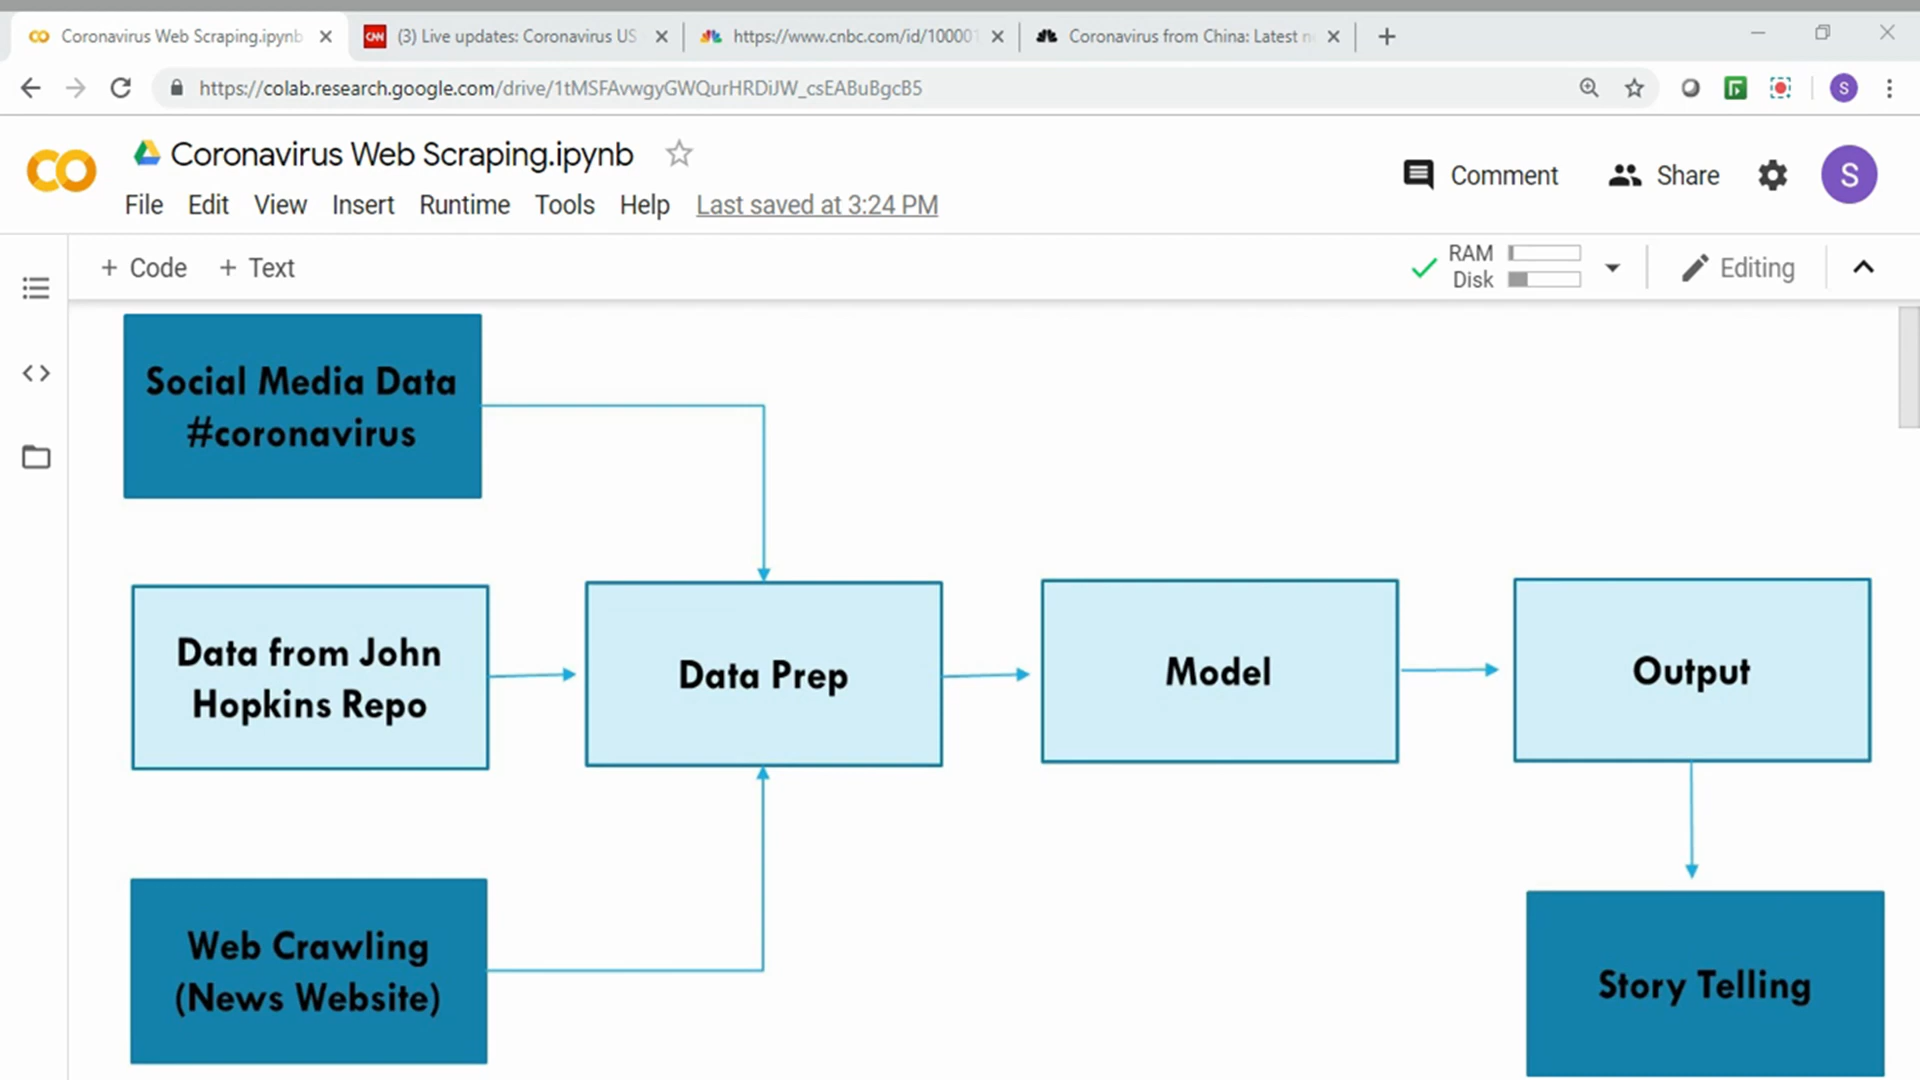 Coronavirus Web Scraping.ipynb
CNN
(3) Live updates: Coronavirus US
https://www.cnbc.com/id/10000
Coronavirus from China: Latest n
https://colab.research.google.com/drive/1tMSFAvwgyGWQurHRDiJW_csEABuBgcB5
S
Coronavirus Web Scraping.ipynb
Comment
Share
S
File Edit View Insert Runtime Tools Help Last saved at 3:24 PM
+ Code + Text
RAM
Disk
Editing
Social Media Data
#coronavirus
Data from John
Hopkins Repo
Data Prep
Model
Output
Web Crawling
(News Website)
Story Telling